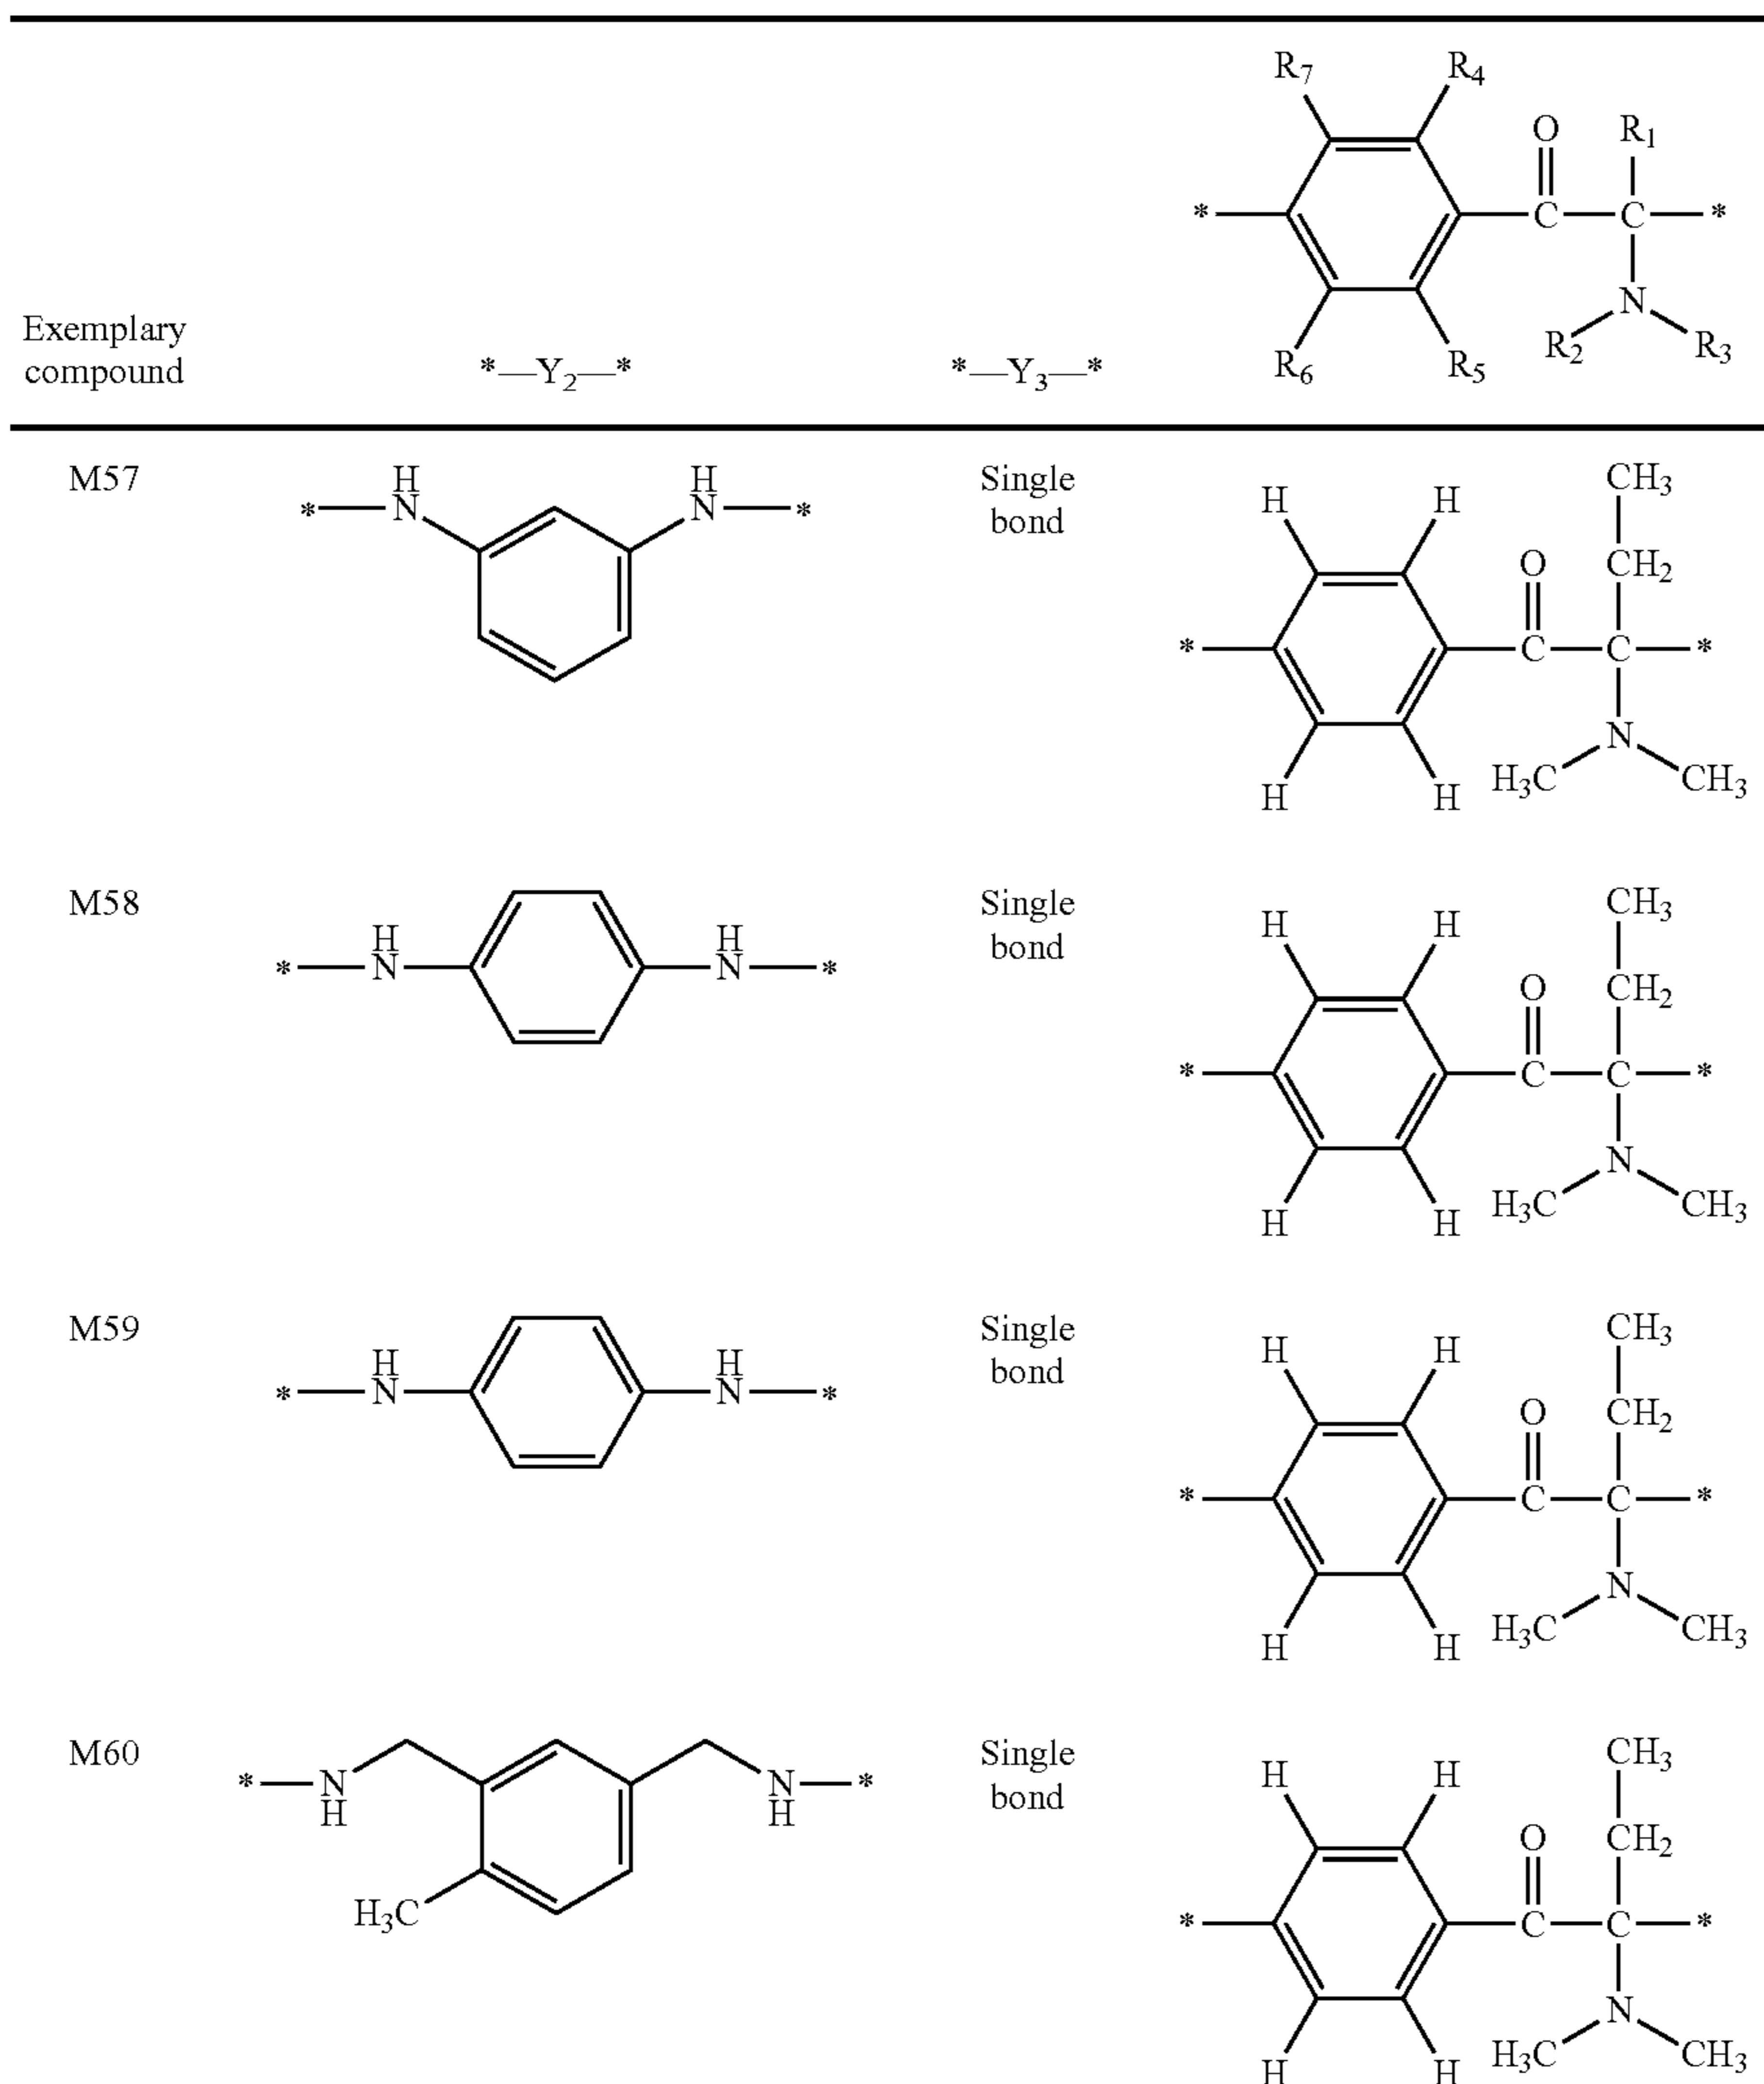 R₇ R₄
O R₁
* C C *
N
R₂ R₃
R₆ R₅
Exemplary
compound
*—Y₂—* *—Y₃—*
M57
H H
* N N *
Single
bond
CH₃
H H
CH₂
O
* C C *
N
H₃C CH₃
H H
M58
H H
* N N *
Single
bond
CH₃
H H
CH₂
O
* C C *
N
H₃C CH₃
H H
M59
H H
* N N *
Single
bond
CH₃
H H
CH₂
O
* C C *
N
H₃C CH₃
H H
M60
* N N *
H H
H₃C
Single
bond
CH₃
H H
CH₂
O
* C C *
N
H₃C CH₃
H H